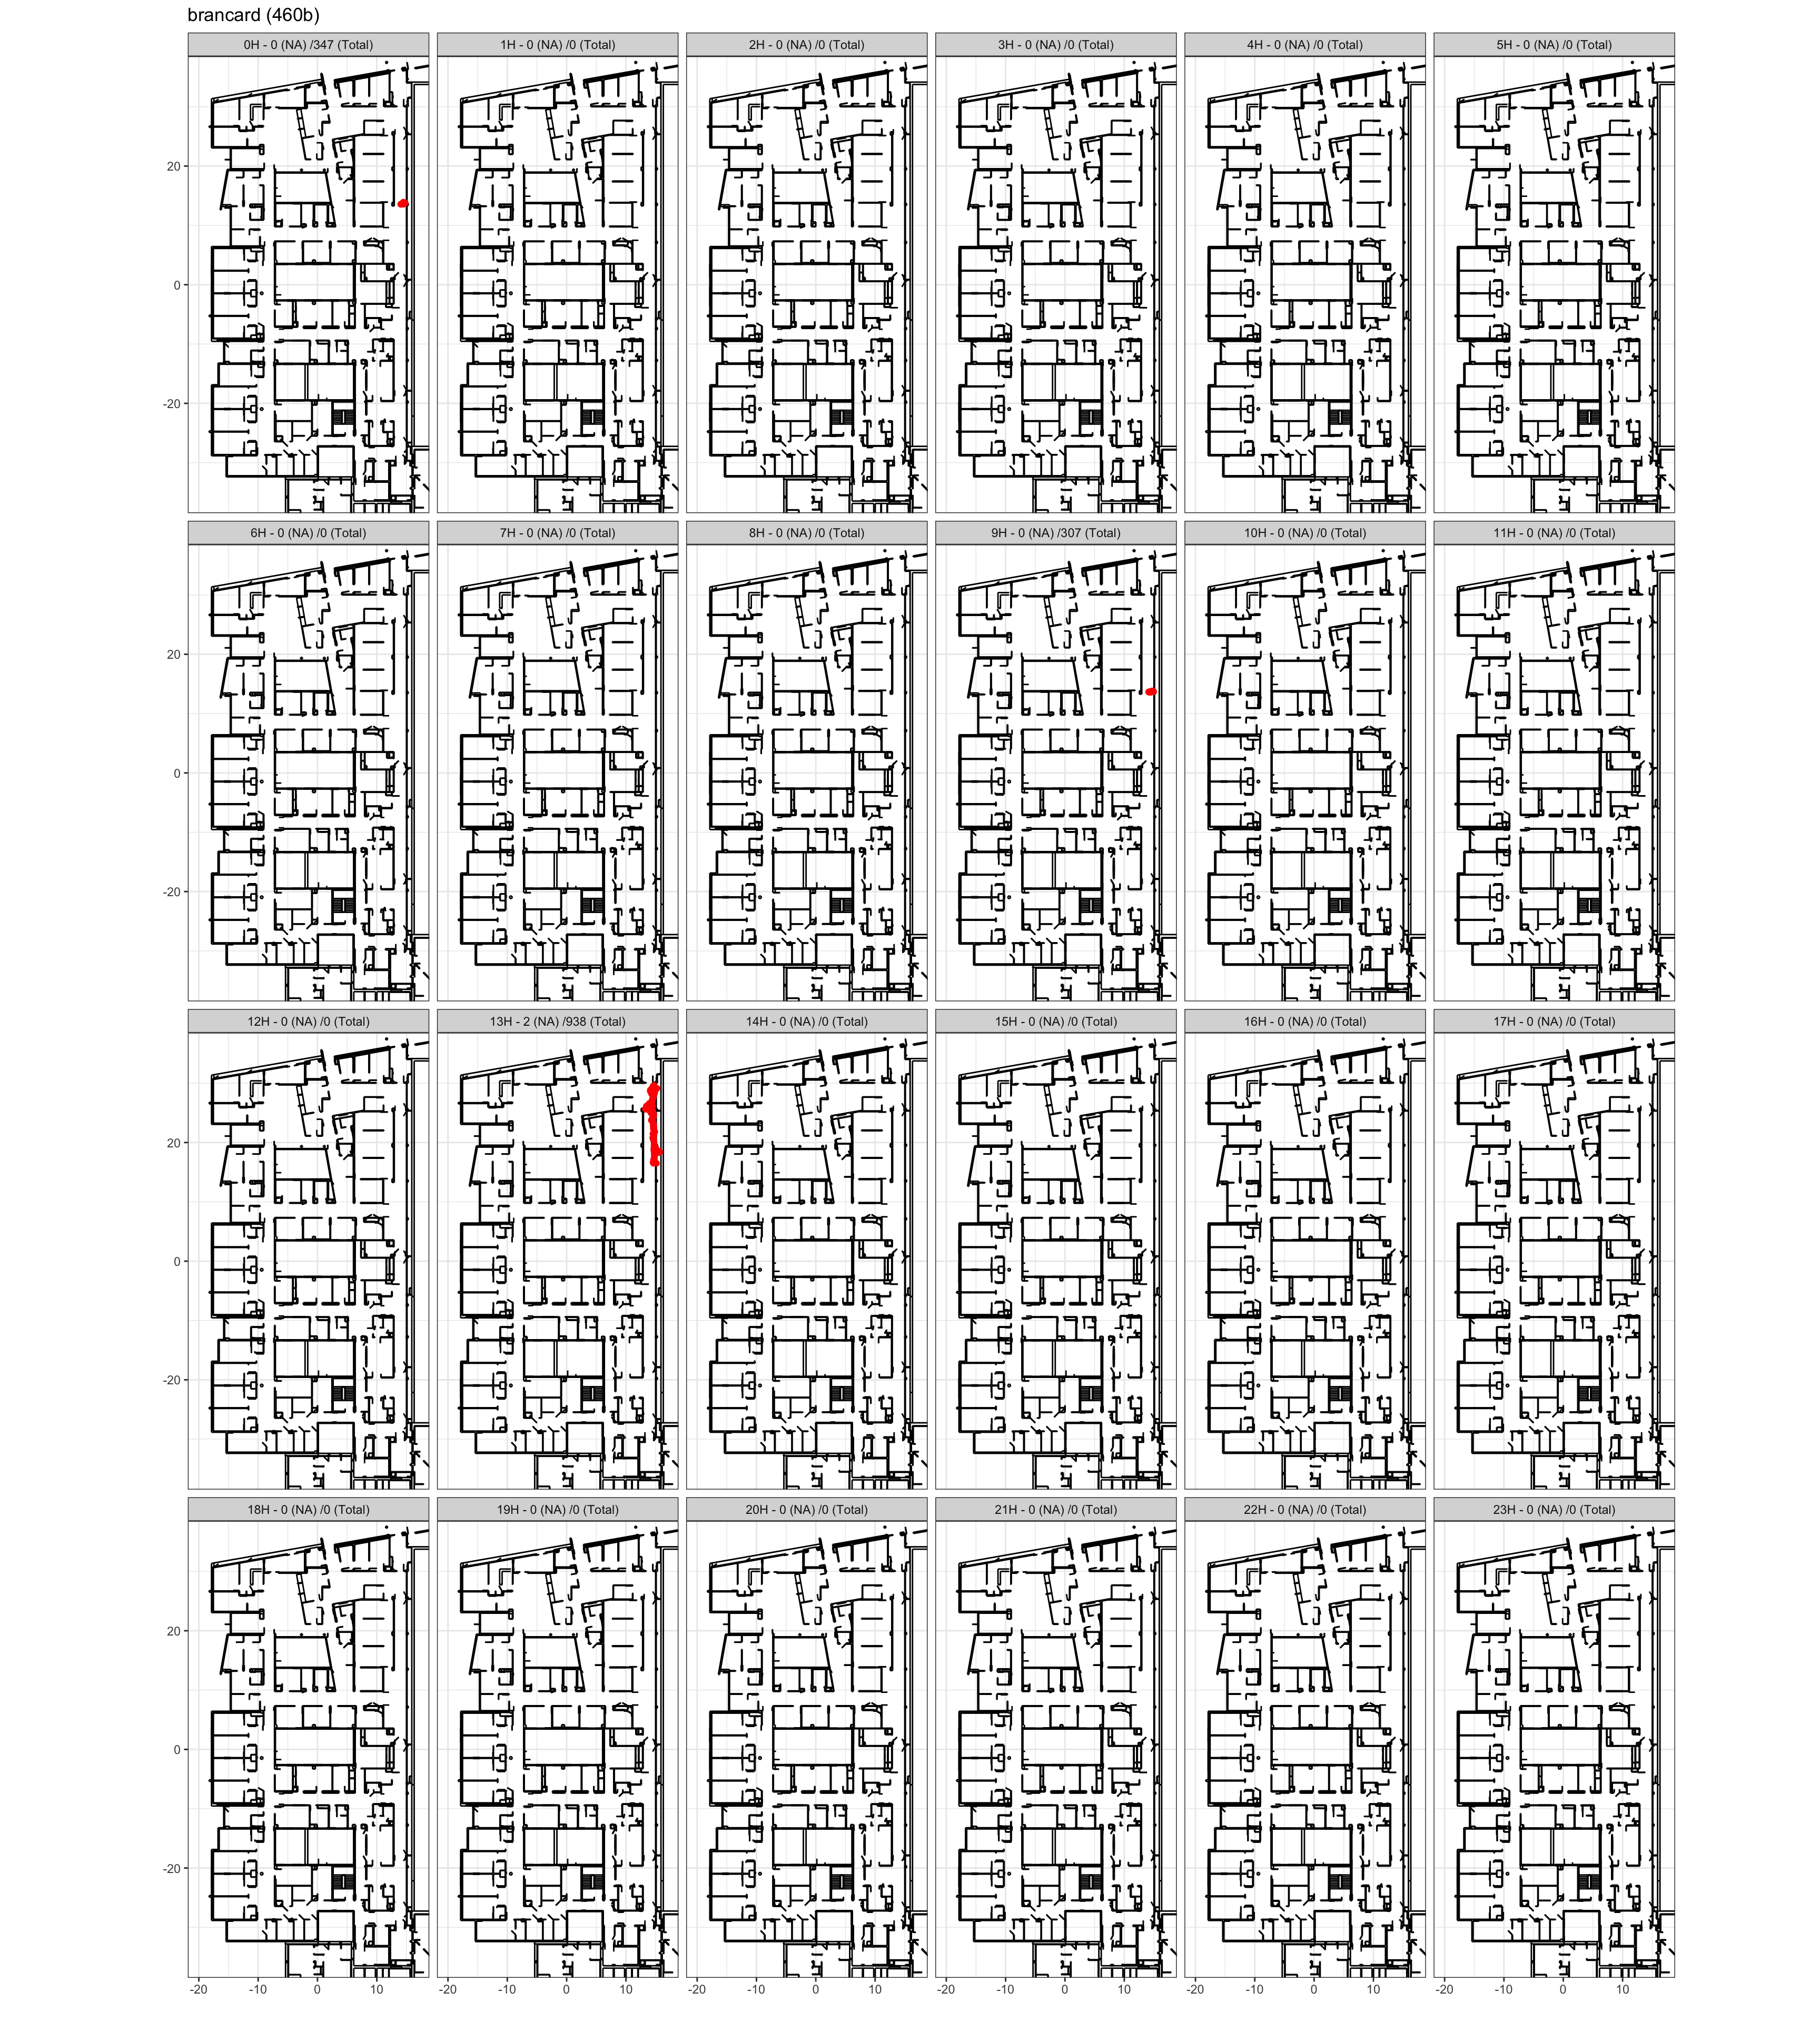 brancard (460b)
0H - 0 (NA) /347 (Total) 1H - 0 (NA) /0 (Total) 2H - 0 (NA) /0 (Total) 3H - 0 (NA) /0 (Total) 4H - 0 (NA) /0 (Total) 5H - 0 (NA) /0 (Total)
20
0
-20
6H - 0 (NA) /0 (Total) 7H - 0 (NA) /0 (Total) 8H - 0 (NA) /0 (Total) 9H - 0 (NA) /307 (Total) 10H - 0 (NA) /0 (Total) 11H - 0 (NA) /0 (Total)
20
0
-20
12H - 0 (NA) /0 (Total) 13H - 2 (NA) /938 (Total) 14H - 0 (NA) /0 (Total) 15H - 0 (NA) /0 (Total) 16H - 0 (NA) /0 (Total) 17H - 0 (NA) /0 (Total)
20
0
-20
18H - 0 (NA) /0 (Total) 19H - 0 (NA) /0 (Total) 20H - 0 (NA) /0 (Total) 21H - 0 (NA) /0 (Total) 22H - 0 (NA) /0 (Total) 23H - 0 (NA) /0 (Total)
20
0
-20
-20 -10 0 10 -20 -10 0 10 -20 -10 0 10 -20 -10 0 10 -20 -10 0 10 -20 -10 0 10